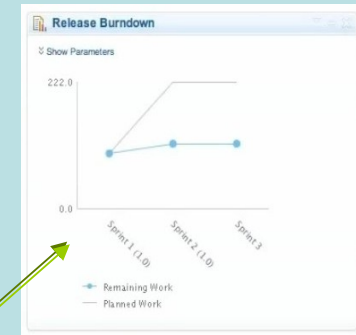 Release Burndown
Show Parameters
222.0
0.0
Sprint 1 (1.0)
Sprint 2 (1.0)
Sprint 3
Remaining Work
Planned Work